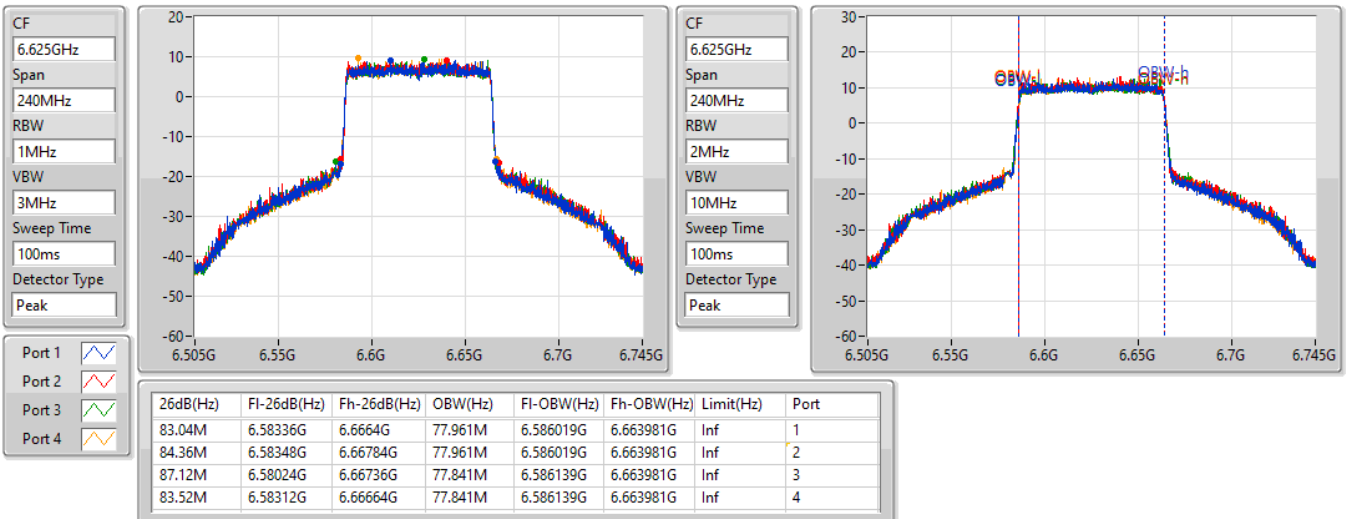 CF
6.625GHz
Span
240MHz
RBW
1MHz
VBW
3MHz
Sweep Time
100ms
Detector Type
Peak
20
10
0
-10
-20
-30
-40
-50
-60
6.505G 6.55G 6.6G 6.65G 6.7G 6.745G
CF
6.625GHz
Span
240MHz
RBW
2MHz
VBW
10MHz
Sweep Time
100ms
Detector Type
Peak
30
20
10
0
-10
-20
-30
-40
-50
-60
OBW-l OBW-h
6.505G 6.55G 6.6G 6.65G 6.7G 6.745G
Port 1
Port 2
Port 3
Port 4
26dB(Hz) Fl-26dB(Hz) Fh-26dB(Hz) OBW(Hz) Fl-OBW(Hz) Fh-OBW(Hz) Limit(Hz) Port
83.04M 6.58336G 6.6664G 77.961M 6.586019G 6.663981G Inf 1
84.36M 6.58348G 6.66784G 77.961M 6.586019G 6.663981G Inf 2
87.12M 6.58024G 6.66736G 77.841M 6.586139G 6.663981G Inf 3
83.52M 6.58312G 6.66664G 77.841M 6.586139G 6.663981G Inf 4